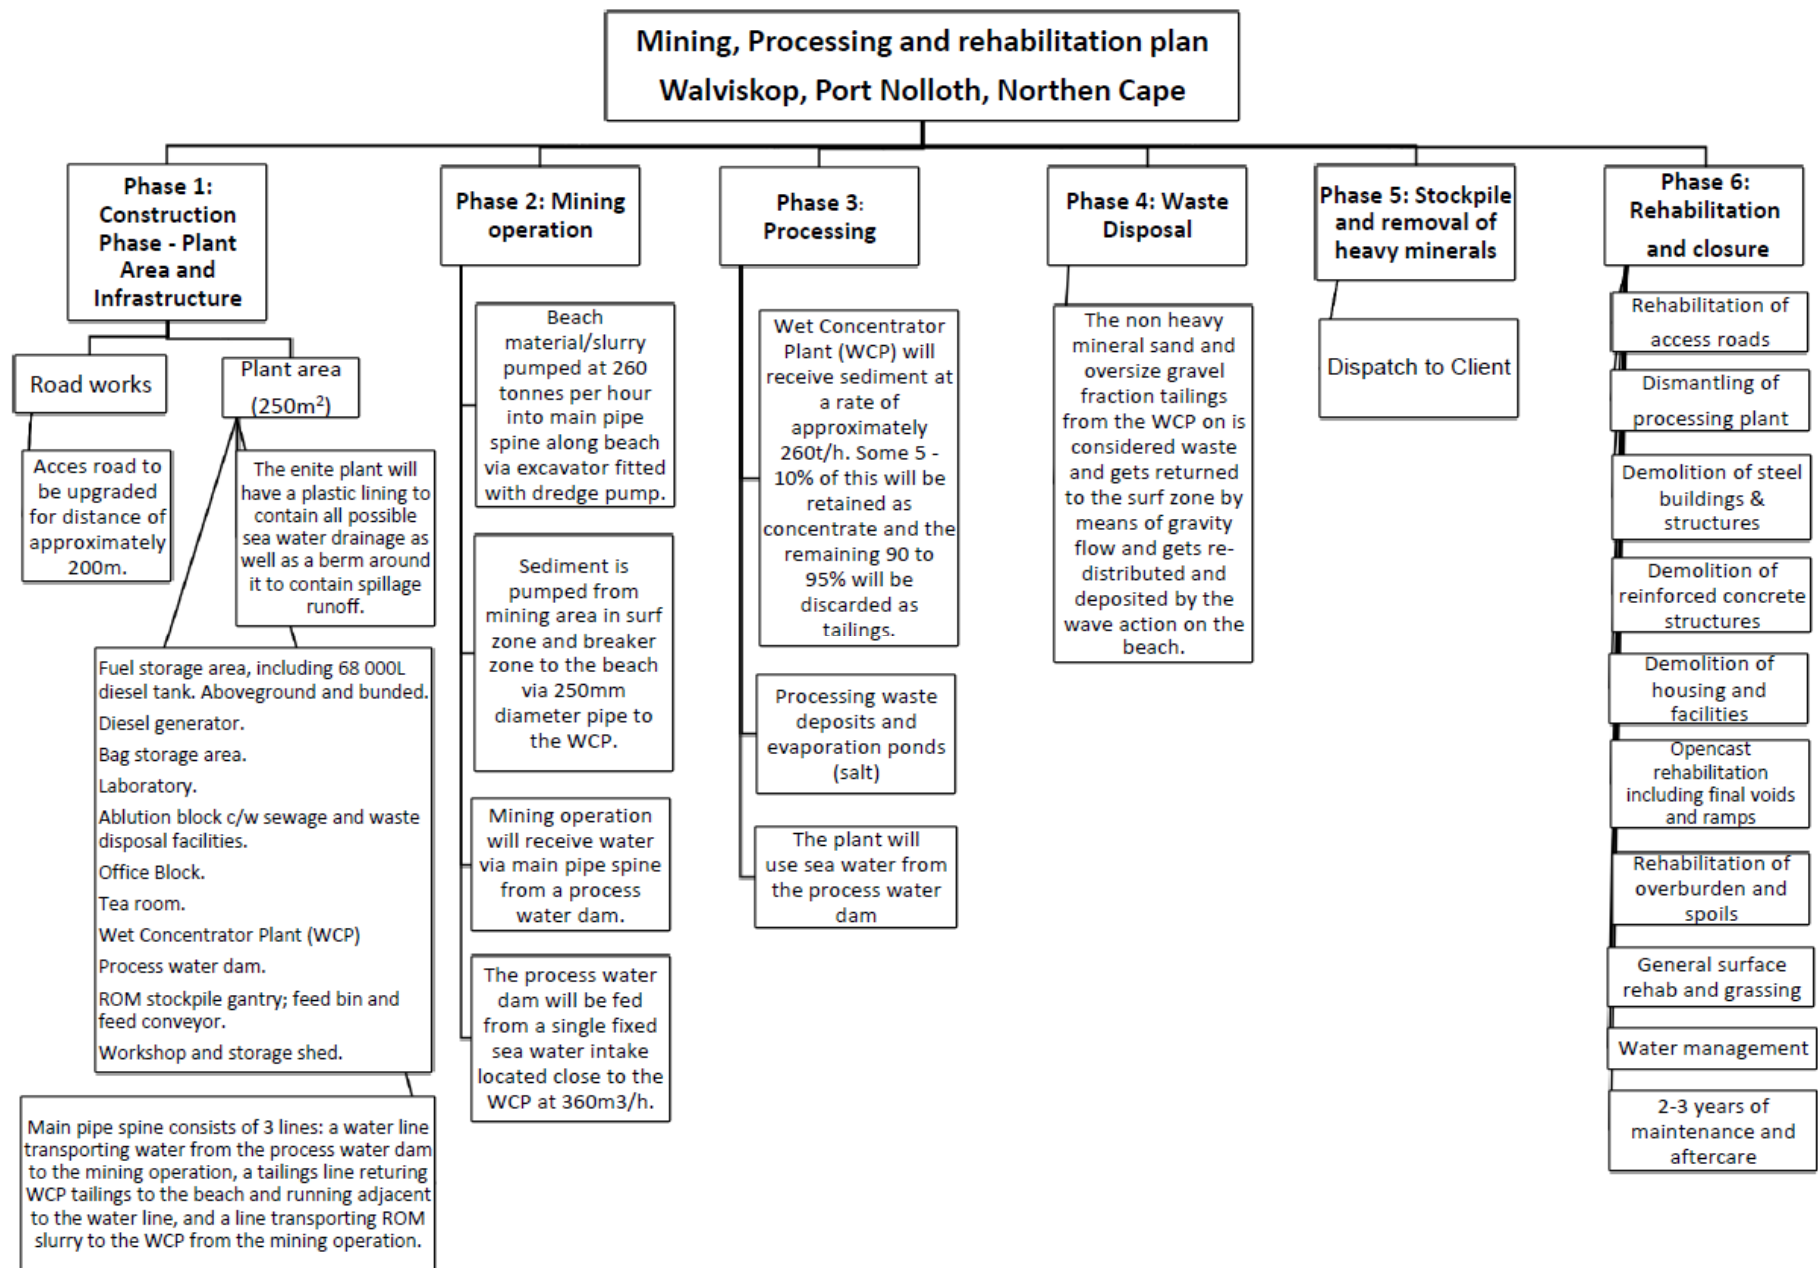 Mining, Processing and rehabilitation plan
Walviskop, Port Nolloth, Northen Cape
Phase 1:
Construction
Phase - Plant
Area and
Infrastructure
Road works
Acces road to
be upgraded
for distance of
approximately
200m.
Plant area
(250m²)
The enite plant will
have a plastic lining to
contain all possible
sea water drainage as
well as a berm around
it to contain spillage
runoff.
Fuel storage area, including 68 000L
diesel tank. Aboveground and bunded.
Diesel generator.
Bag storage area.
Laboratory.
Ablution block c/w sewage and waste
disposal facilities.
Office Block.
Tea room.
Wet Concentrator Plant (WCP)
Process water dam.
ROM stockpile gantry; feed bin and
feed conveyor.
Workshop and storage shed.
Main pipe spine consists of 3 lines: a water line
transporting water from the process water dam
to the mining operation, a tailings line returing
WCP tailings to the beach and running adjacent
to the water line, and a line transporting ROM
slurry to the WCP from the mining operation.
Phase 2: Mining
operation
Beach
material/slurry
pumped at 260
tonnes per hour
into main pipe
spine along beach
via excavator fitted
with dredge pump.
Sediment is
pumped from
mining area in surf
zone and breaker
zone to the beach
via 250mm
diameter pipe to
the WCP.
Mining operation
will receive water
via main pipe spine
from a process
water dam.
The process water
dam will be fed
from a single fixed
sea water intake
located close to the
WCP at 360m3/h.
Phase 3:
Processing
Wet Concentrator
Plant (WCP) will
receive sediment at
a rate of
approximately
260t/h. Some 5 -
10% of this will be
retained as
concentrate and the
remaining 90 to
95% will be
discarded as
tailings.
Processing waste
deposits and
evaporation ponds
(salt)
The plant will
use sea water from
the process water
dam
Phase 4: Waste
Disposal
The non heavy
mineral sand and
oversize gravel
fraction tailings
from the WCP on is
considered waste
and gets returned
to the surf zone by
means of gravity
flow and gets re-
distributed and
deposited by the
wave action on the
beach.
Phase 5: Stockpile
and removal of
heavy minerals
Dispatch to Client
Phase 6:
Rehabilitation
and closure
Rehabilitation of
access roads
Dismantling of
processing plant
Demolition of steel
buildings &
structures
Demolition of
reinforced concrete
structures
Demolition of
housing and
facilities
Opencast
rehabilitation
including final voids
and ramps
Rehabilitation of
overburden and
spoils
General surface
rehab and grassing
Water management
2-3 years of
maintenance and
aftercare